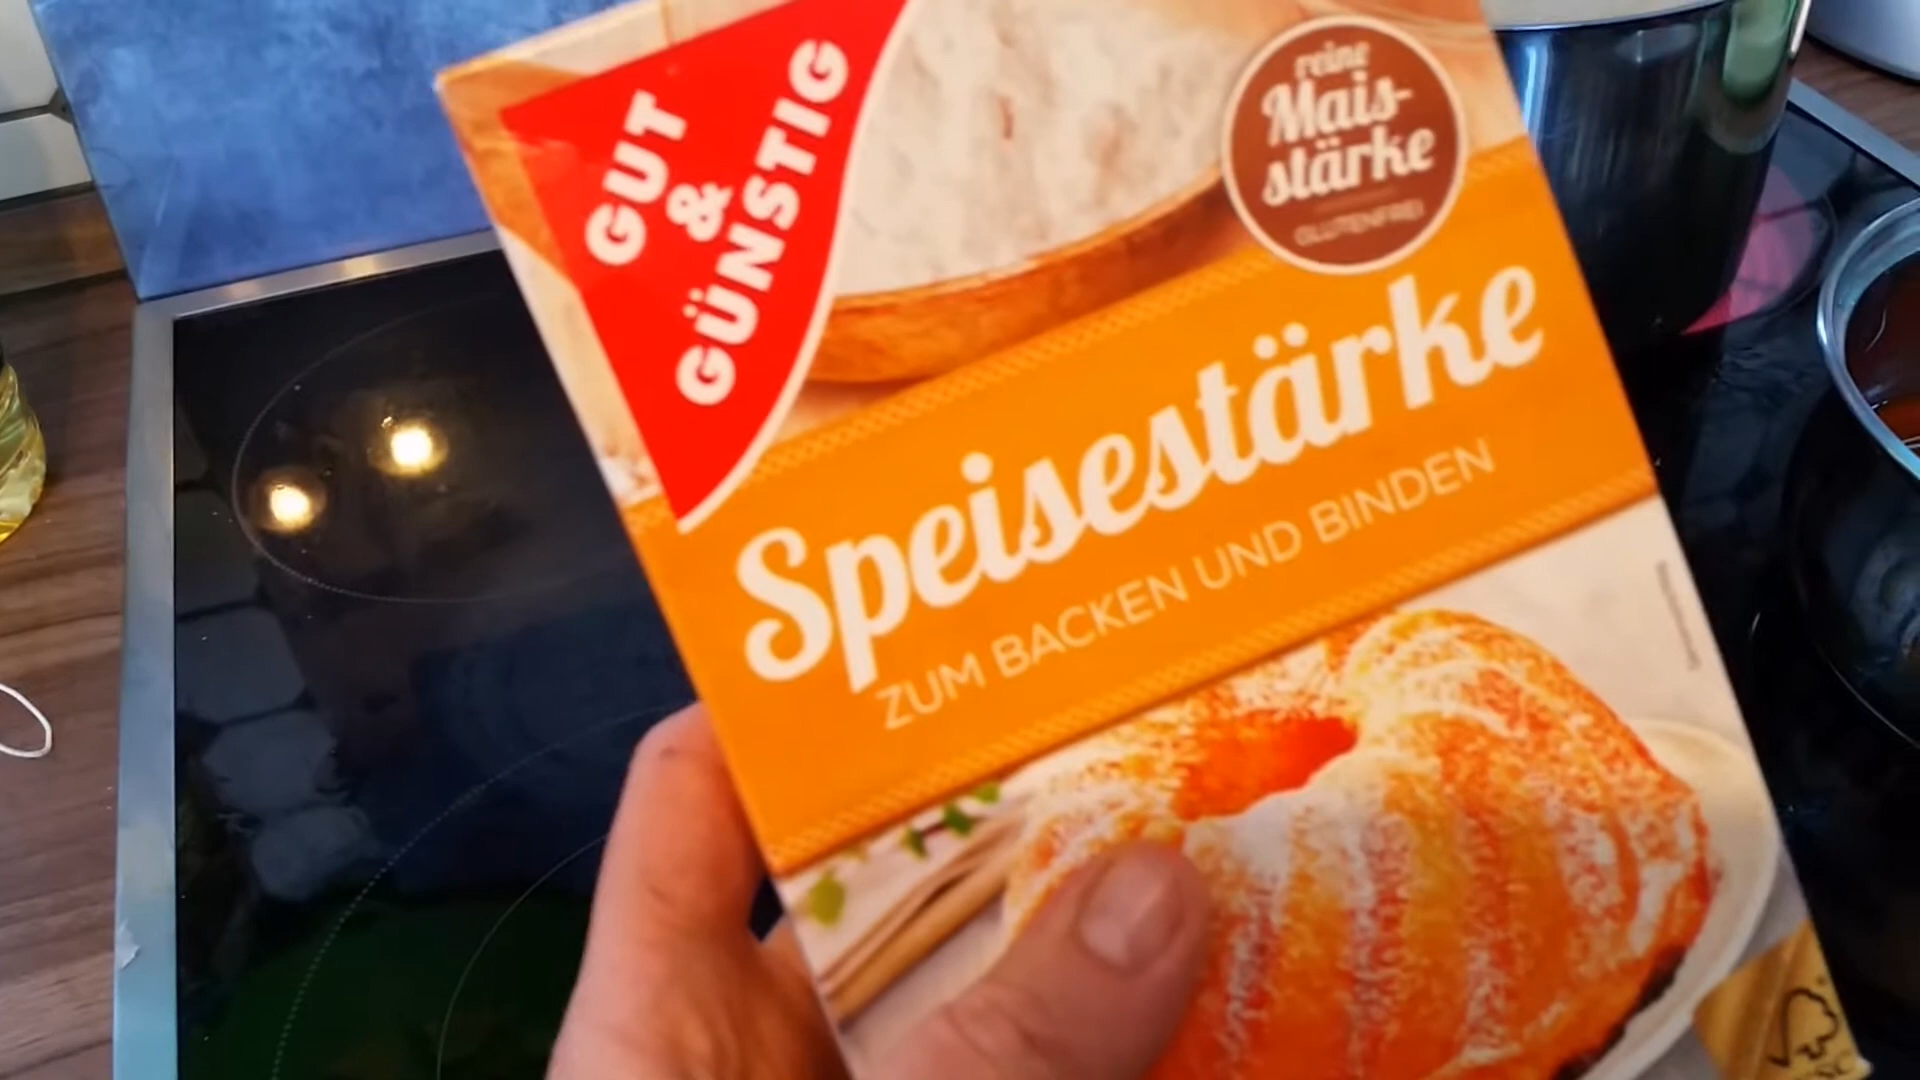 GUT
&
GÜNSTIG
reine
Mais-
stärke
GLUTENFREI
Speisestärke
ZUM BACKEN UND BINDEN